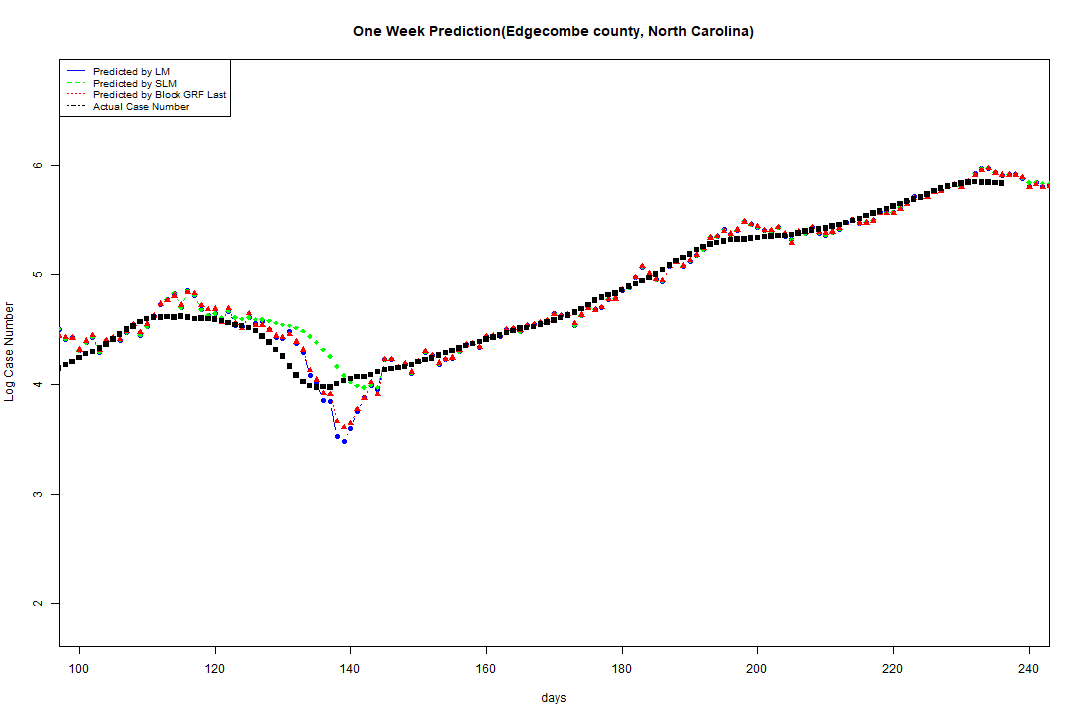 One Week Prediction(Edgecombe county, North Carolina)
Predicted by LM
Predicted by SLM
Predicted by Block GRF Last
Actual Case Number
6
5
4
3
2
Log Case Number
100 120 140 160 180 200 220 240
days